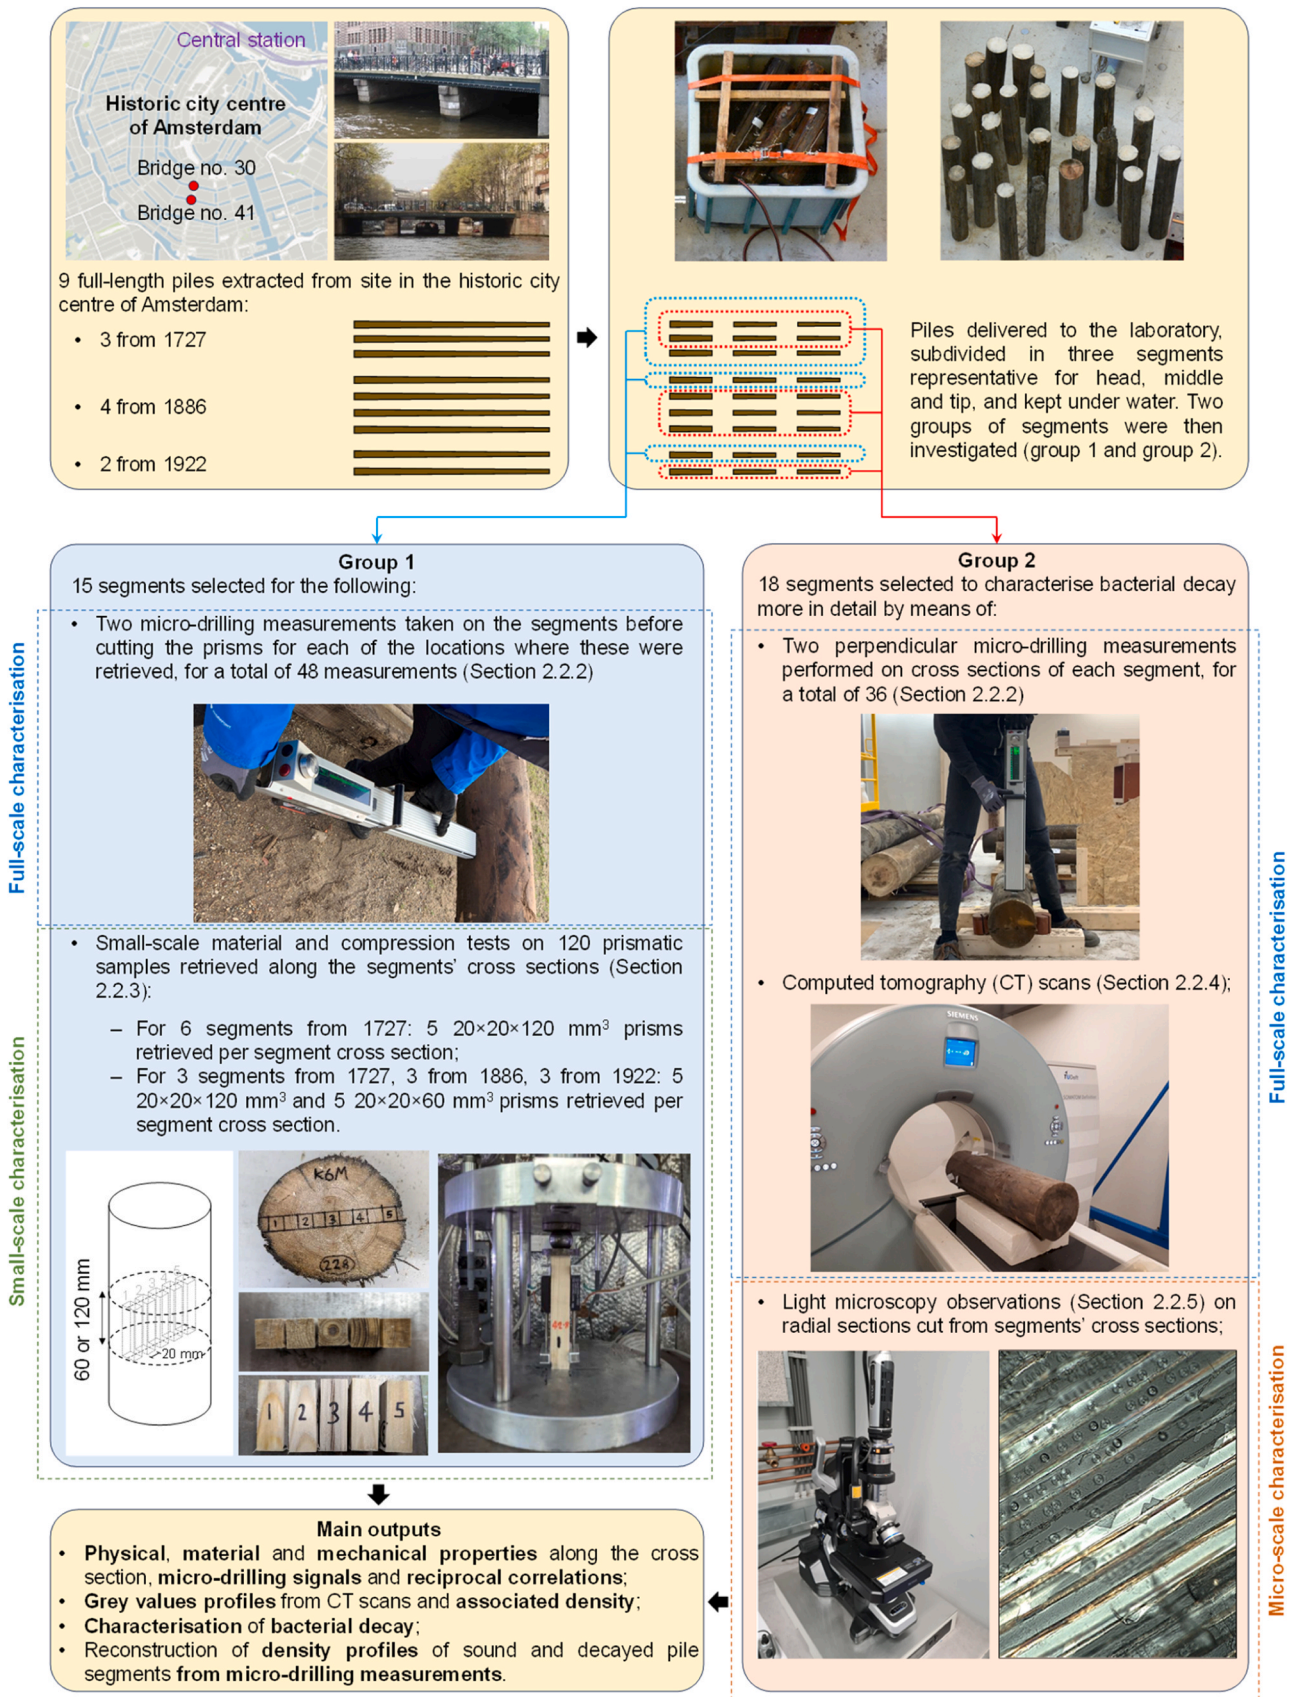 Central station
Historic city centre
of Amsterdam
Bridge no. 30
Bridge no. 41
9 full-length piles extracted from site in the historic city
centre of Amsterdam:
• 3 from 1727
• 4 from 1886
• 2 from 1922
Piles delivered to the laboratory,
subdivided in three segments
representative for head, middle
and tip, and kept under water. Two
groups of segments were then
investigated (group 1 and group 2).
Group 1
15 segments selected for the following:
• Two micro-drilling measurements taken on the segments before
cutting the prisms for each of the locations where these were
retrieved, for a total of 48 measurements (Section 2.2.2)
Full-scale characterisation
• Small-scale material and compression tests on 120 prismatic
samples retrieved along the segments' cross sections (Section
2.2.3):
– For 6 segments from 1727: 5 20×20×120 mm³ prisms
retrieved per segment cross section;
– For 3 segments from 1727, 3 from 1886, 3 from 1922: 5
20×20×120 mm³ and 5 20×20×60 mm³ prisms retrieved per
segment cross section.
Small-scale characterisation
60 or 120 mm
1 2 3 4 5
20 mm
K6M
1 2 3 4 5
228
1 2 3 4 5
Group 2
18 segments selected to characterise bacterial decay
more in detail by means of:
• Two perpendicular micro-drilling measurements
performed on cross sections of each segment, for
a total of 36 (Section 2.2.2)
• Computed tomography (CT) scans (Section 2.2.4);
SIEMENS
Full-scale characterisation
• Light microscopy observations (Section 2.2.5) on
radial sections cut from segments' cross sections;
Micro-scale characterisation
Main outputs
• Physical, material and mechanical properties along the cross
section, micro-drilling signals and reciprocal correlations;
• Grey values profiles from CT scans and associated density;
• Characterisation of bacterial decay;
• Reconstruction of density profiles of sound and decayed pile
segments from micro-drilling measurements.